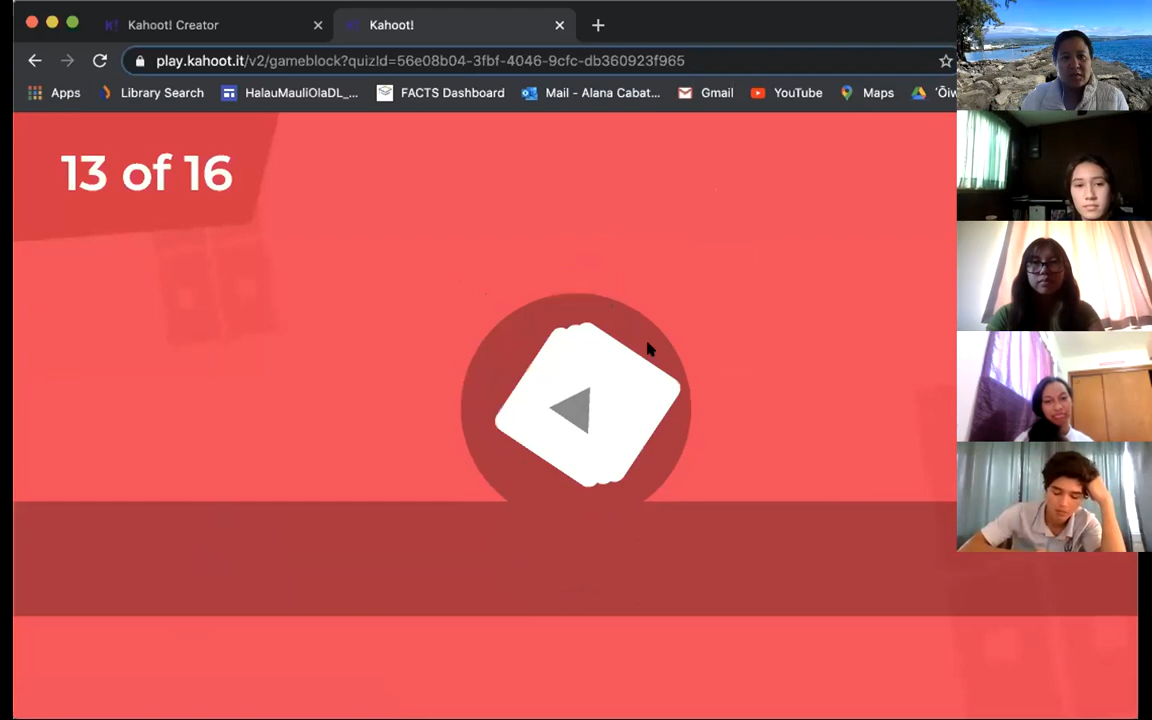 K! Kahoot! Creator
K! Kahoot!
play.kahoot.it/v2/gameblock?quizId=56e08b04-3fbf-4046-9cfc-db360923f965
Apps Library Search HalauMauliOlaDL_... FACTS Dashboard Mail - Alana Cabat... Gmail YouTube Maps ʻŌiw
13 of 16